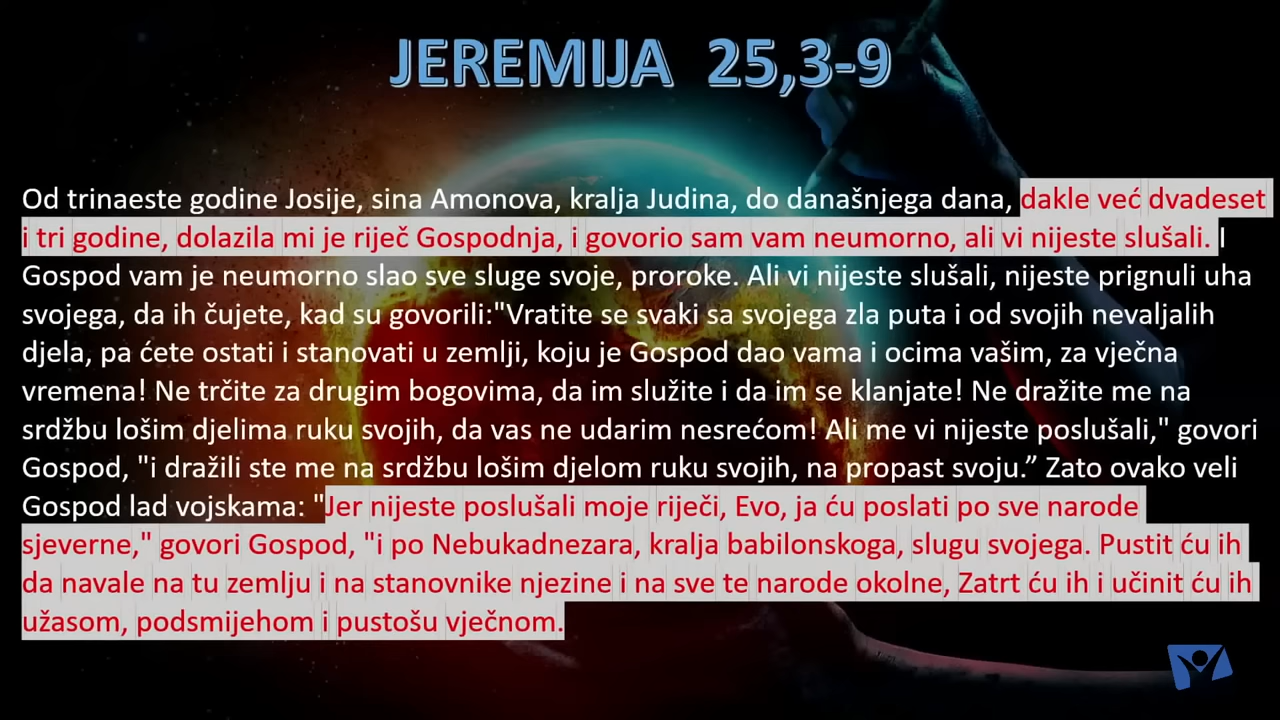 JEREMIJA 25,3-9
Od trinaeste godine Josije, sina Amonova, kralja Judina, do današnjega dana, dakle već dvadeset
i tri godine, dolazila mi je riječ Gospodnja, i govorio sam vam neumorno, ali vi nijeste slušali. I
Gospod vam je neumorno slao sve sluge svoje, proroke. Ali vi nijeste slušali, nijeste prignuli uha
svojega, da ih čujete, kad su govorili:"Vratite se svaki sa svojega zla puta i od svojih nevaljalih
djela, pa ćete ostati i stanovati u zemlji, koju je Gospod dao vama i ocima vašim, za vječna
vremena! Ne trčite za drugim bogovima, da im služite i da im se klanjate! Ne dražite me na
srdžbu lošim djelima ruku svojih, da vas ne udarim nesrećom! Ali me vi nijeste poslušali," govori
Gospod, "i dražili ste me na srdžbu lošim djelom ruku svojih, na propast svoju.” Zato ovako veli
Gospod lad vojskama: "Jer nijeste poslušali moje riječi, Evo, ja ću poslati po sve narode
sjeverne," govori Gospod, "i po Nebukadnezara, kralja babilonskoga, slugu svojega. Pustit ću ih
da navale na tu zemlju i na stanovnike njezine i na sve te narode okolne, Zatrt ću ih i učinit ću ih
užasom, podsmijehom i pustošu vječnom.